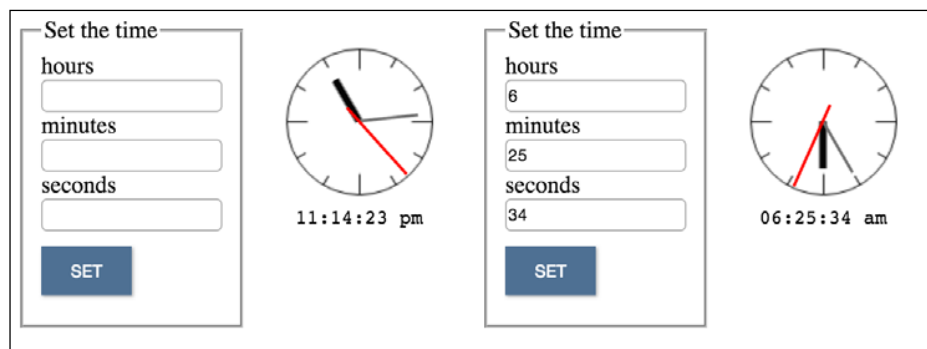 Set the time
hours
minutes
seconds
SET
11:14:23 pm
Set the time
hours
6
minutes
25
seconds
34
SET
06:25:34 am